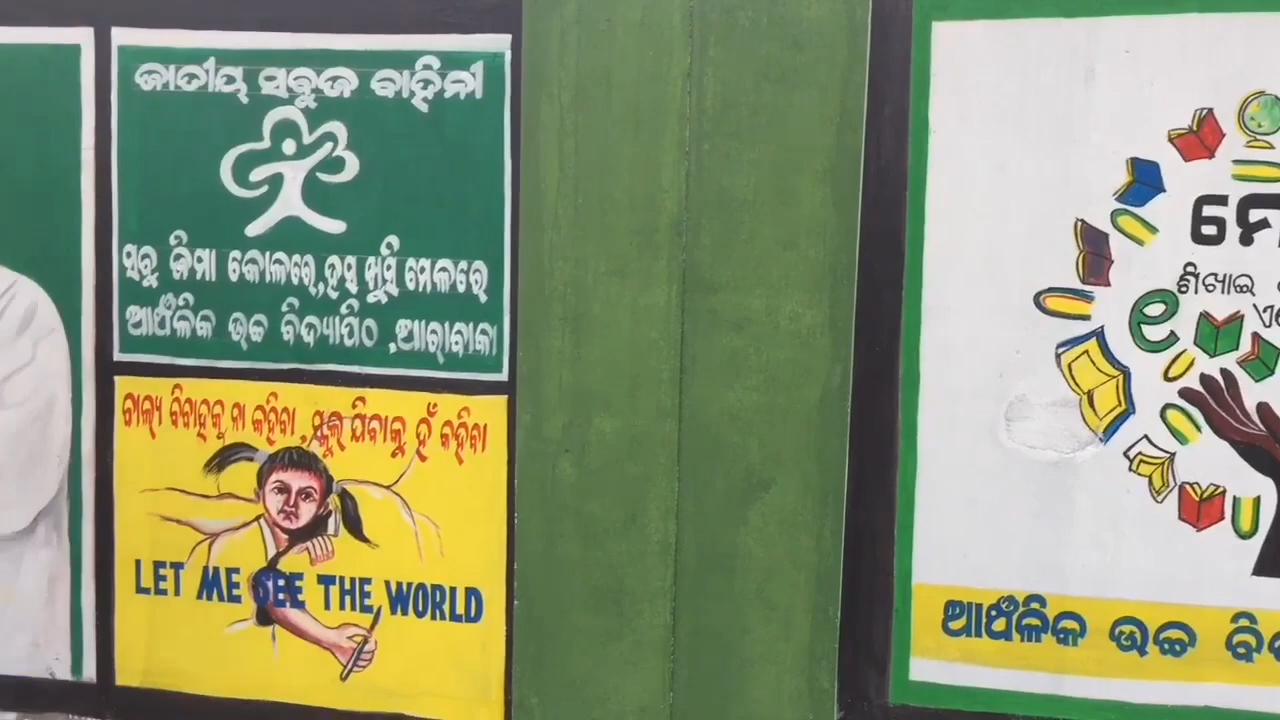 ଜାତୀୟ ସବୁଜ ବାହିନୀ
ସବୁ ଜିମା କୋଳରେ, ହସ ଖୁସି ମେଳରେ
ଆଞ୍ଚଳିକ ଉଚ୍ଚ ବିଦ୍ୟାପିଠ ,ଆରାବାକା
ବାଲ୍ୟ ବିବାହକୁ ନା କହିବା, ସ୍କୁଲ ଯିବାକୁ ହଁ କହିବା
LET ME SEE THE WORLD
ଶିଖାଇ
ଆଞ୍ଚଳିକ ଉଚ୍ଚ